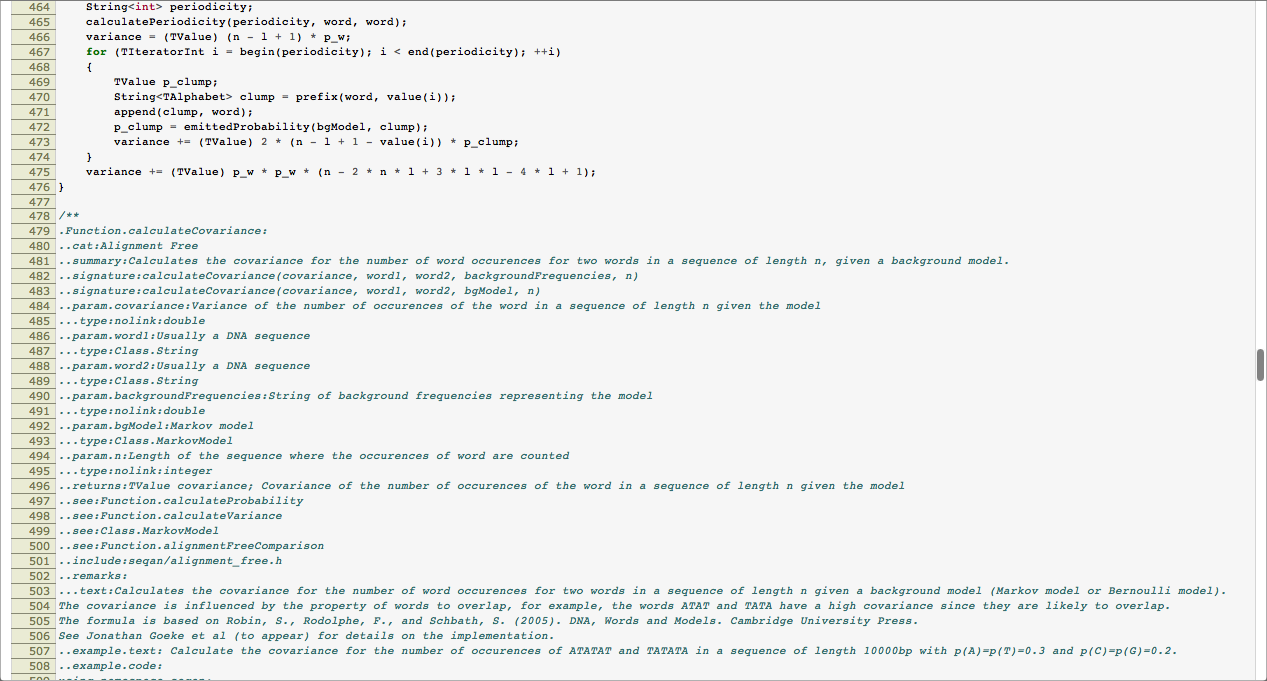 464 String<int> periodicity;
465 calculatePeriodicity(periodicity, word, word);
466 variance = (TValue) (n - l + 1) * p_w;
467 for (TIteratorInt i = begin(periodicity); i < end(periodicity); ++i)
468 {
469 TValue p_clump;
470 String<TAlphabet> clump = prefix(word, value(i));
471 append(clump, word);
472 p_clump = emittedProbability(bgModel, clump);
473 variance += (TValue) 2 * (n - l + 1 - value(i)) * p_clump;
474 }
475 variance += (TValue) p_w * p_w * (n - 2 * n * l + 3 * l * l - 4 * l + 1);
476 }
477
478 /**
479 .Function.calculateCovariance:
480 ..cat:Alignment Free
481 ..summary:Calculates the covariance for the number of word occurences for two words in a sequence of length n, given a background model.
482 ..signature:calculateCovariance(covariance, word1, word2, backgroundFrequencies, n)
483 ..signature:calculateCovariance(covariance, word1, word2, bgModel, n)
484 ..param.covariance:Variance of the number of occurences of the word in a sequence of length n given the model
485 ...type:nolink:double
486 ..param.word1:Usually a DNA sequence
487 ...type:Class.String
488 ..param.word2:Usually a DNA sequence
489 ...type:Class.String
490 ..param.backgroundFrequencies:String of background frequencies representing the model
491 ...type:nolink:double
492 ..param.bgModel:Markov model
493 ...type:Class.MarkovModel
494 ..param.n:Length of the sequence where the occurences of word are counted
495 ...type:nolink:integer
496 ..returns:TValue covariance; Covariance of the number of occurences of the word in a sequence of length n given the model
497 ..see:Function.calculateProbability
498 ..see:Function.calculateVariance
499 ..see:Class.MarkovModel
500 ..see:Function.alignmentFreeComparison
501 ..include:seqan/alignment_free.h
502 ..remarks:
503 ...text:Calculates the covariance for the number of word occurences for two words in a sequence of length n given a background model (Markov model or Bernoulli model).
504 The covariance is influenced by the property of words to overlap, for example, the words ATAT and TATA have a high covariance since they are likely to overlap.
505 The formula is based on Robin, S., Rodolphe, F., and Schbath, S. (2005). DNA, Words and Models. Cambridge University Press.
506 See Jonathan Goeke et al (to appear) for details on the implementation.
507 ..example.text: Calculate the covariance for the number of occurences of ATATAT and TATATA in a sequence of length 10000bp with p(A)=p(T)=0.3 and p(C)=p(G)=0.2.
508 ..example.code: